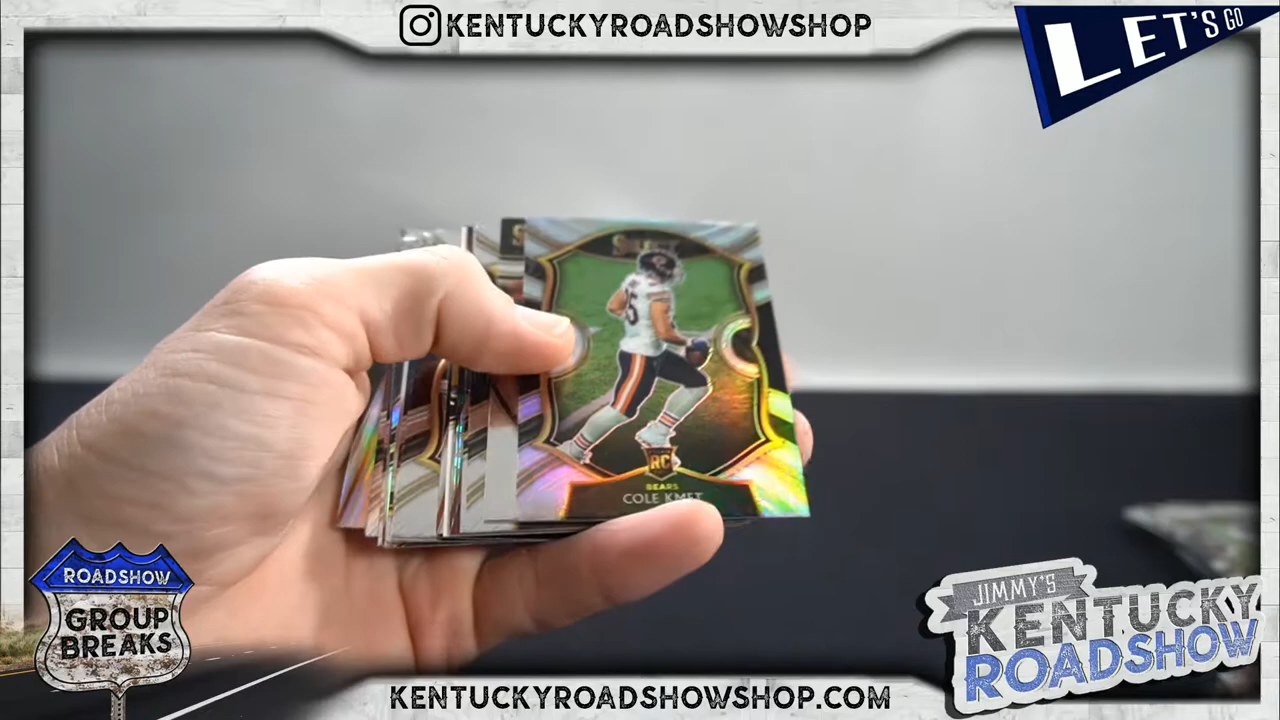 KENTUCKYROADSHOWSHOP
LET'S GO
SELECT
RC
BEARS
COLE KMET
ROADSHOW
GROUP
BREAKS
JIMMY'S
KENTUCKY
ROADSHOW
KENTUCKYROADSHOWSHOP.COM